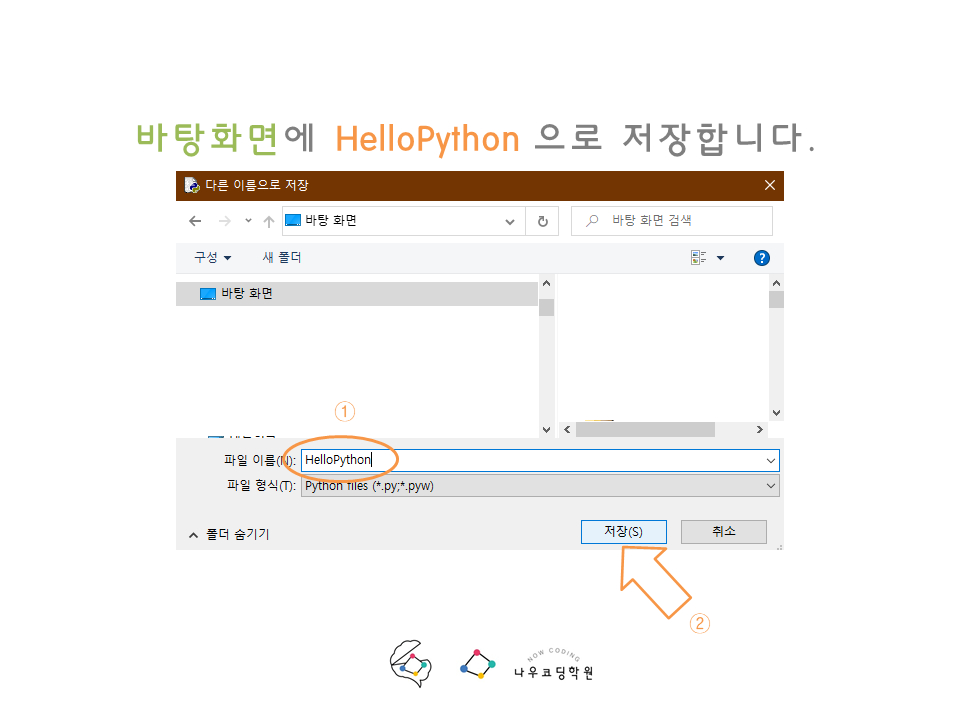 바탕화면에 HelloPython 으로 저장합니다.
다른 이름으로 저장
바탕 화면
바탕 화면 검색
구성
새 폴더
?
바탕 화면
①
파일 이름(N): HelloPython
파일 형식(T): Python files (*.py;*.pyw)
폴더 숨기기
저장(S)
취소
②
NOW CODING
나우코딩학원